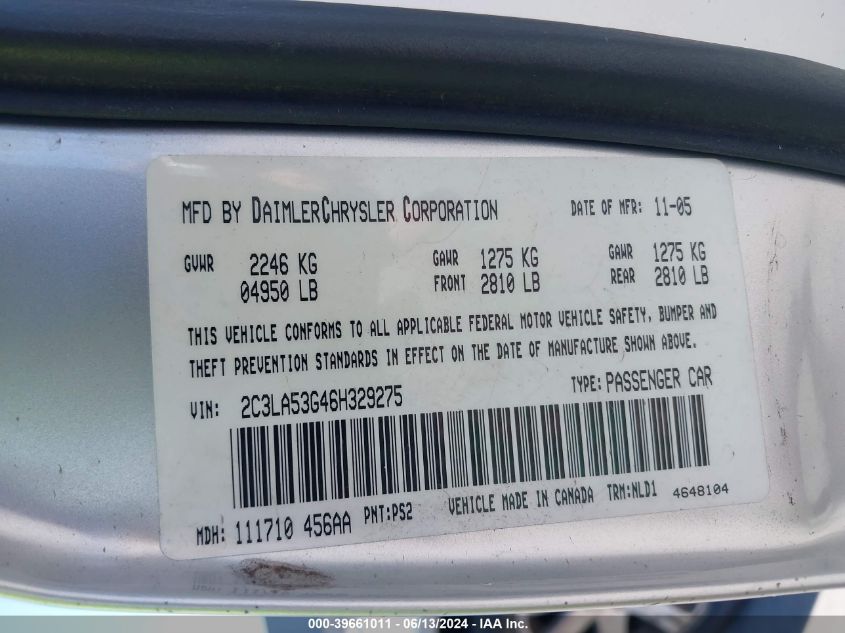 MFD BY DAIMLERCHRYSLER CORPORATION DATE OF MFR: 11-05
GVWR 2246 KG GAWR 1275 KG GAWR 1275 KG
04950 LB FRONT 2810 LB REAR 2810 LB
THIS VEHICLE CONFORMS TO ALL APPLICABLE FEDERAL MOTOR VEHICLE SAFETY, BUMPER AND
THEFT PREVENTION STANDARDS IN EFFECT ON THE DATE OF MANUFACTURE SHOWN ABOVE.
VIN: 2C3LA53G46H329275 TYPE: PASSENGER CAR
MDH: 111710 456AA PNT:PS2 VEHICLE MADE IN CANADA TRM:NLD1 4648104
000-39661011 - 06/13/2024 - IAA Inc.